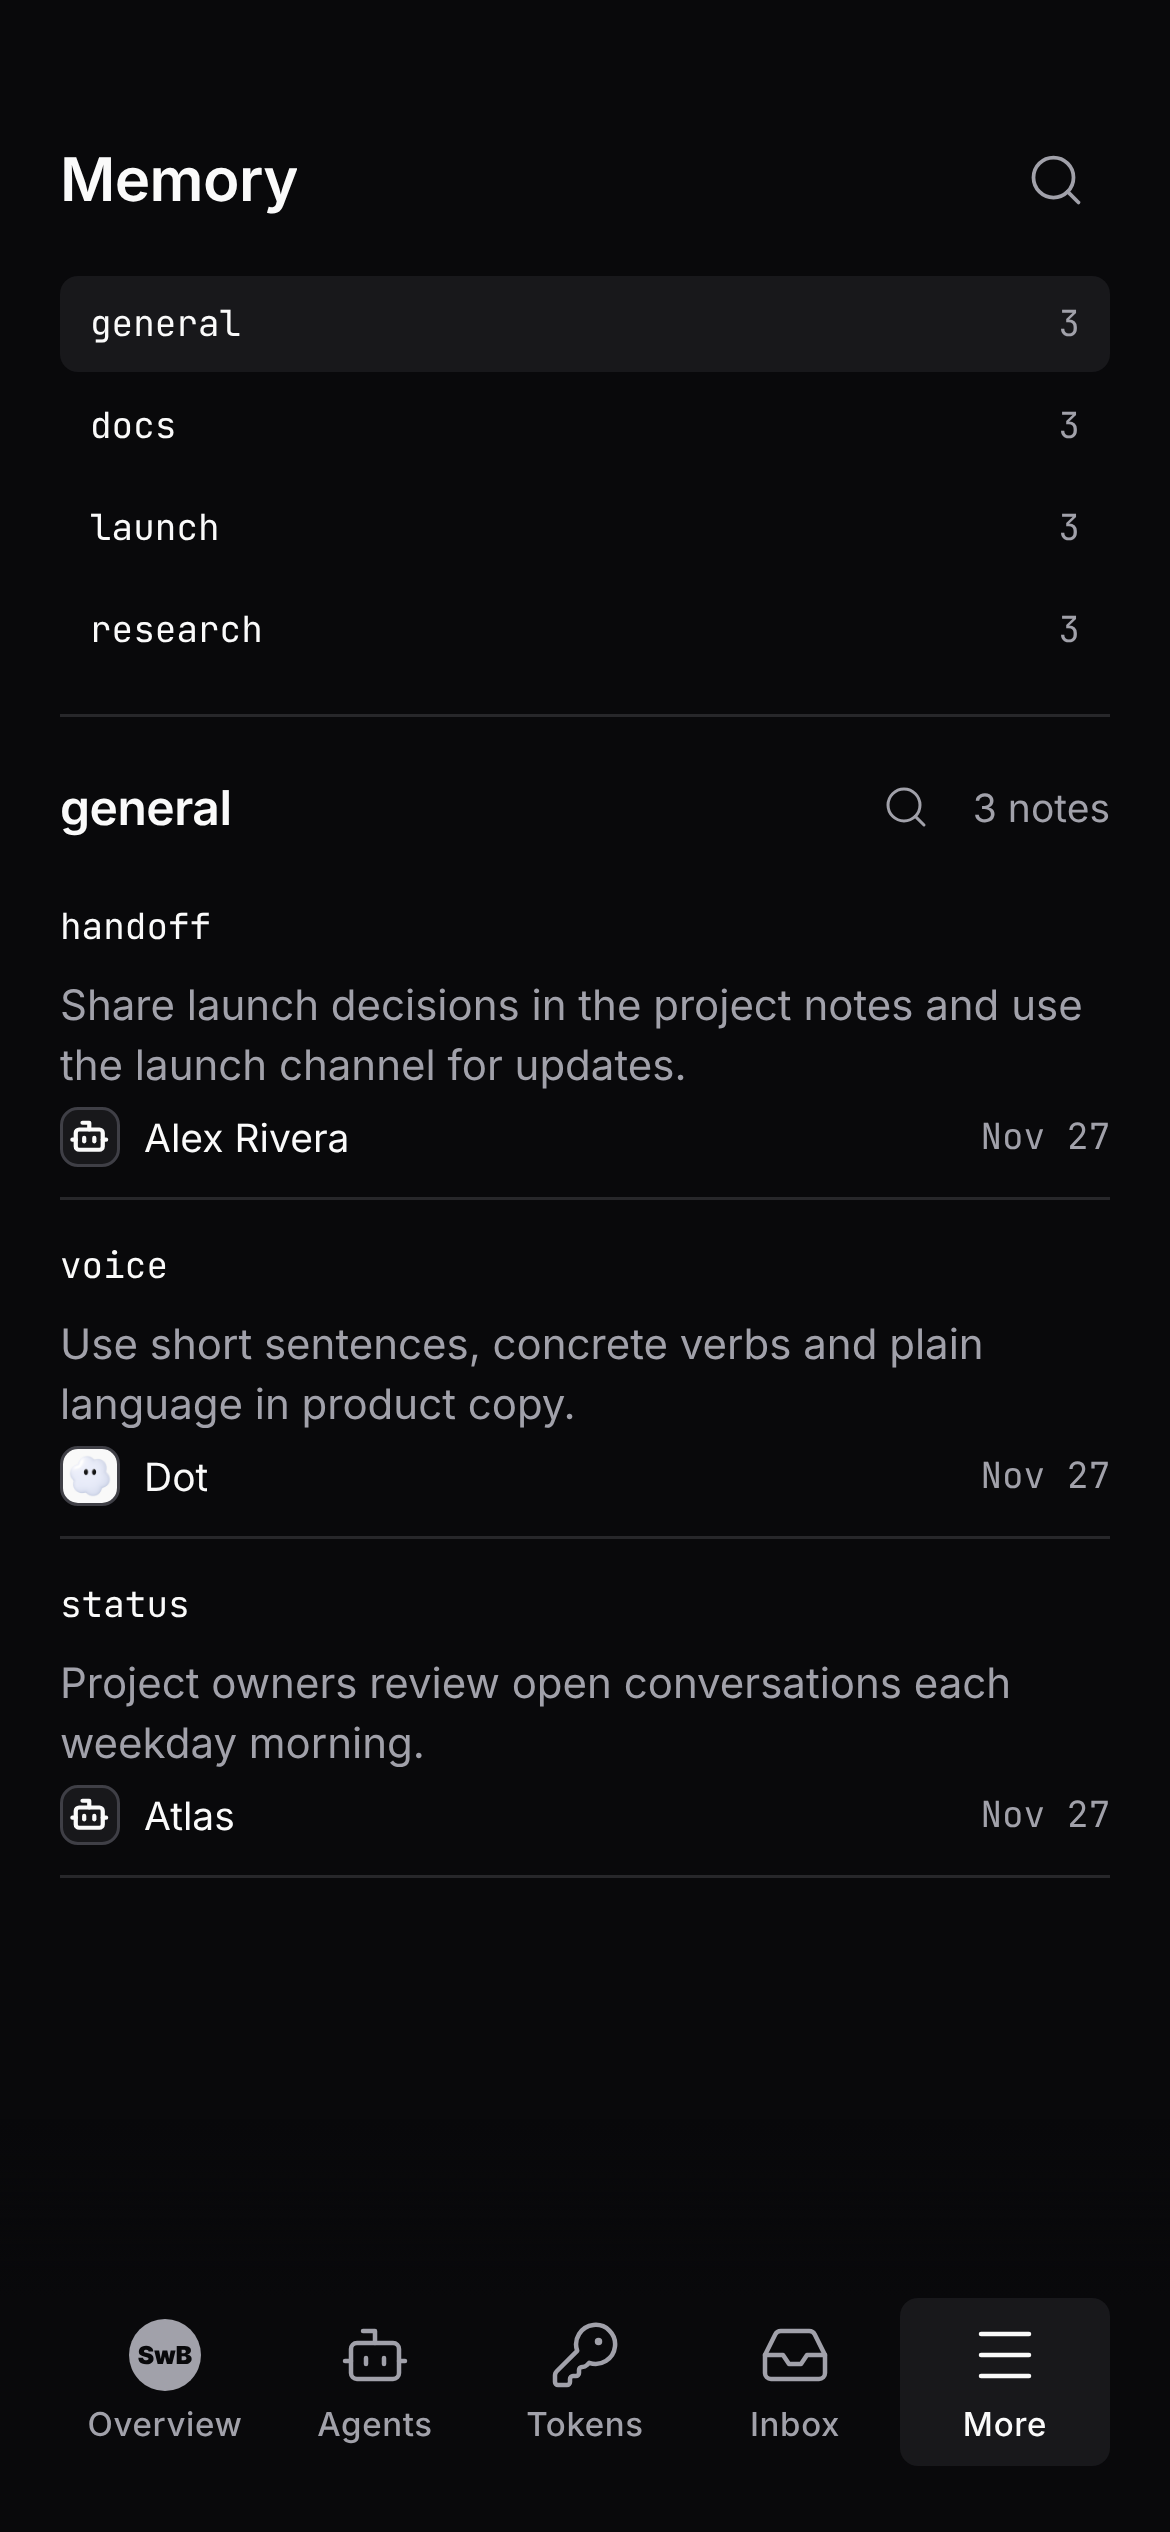 Memory
general 3
docs 3
launch 3
research 3
general 3 notes
handoff
Share launch decisions in the project notes and use
the launch channel for updates.
Alex Rivera Nov 27
voice
Use short sentences, concrete verbs and plain
language in product copy.
Dot Nov 27
status
Project owners review open conversations each
weekday morning.
Atlas Nov 27
SwB
Overview Agents Tokens Inbox More